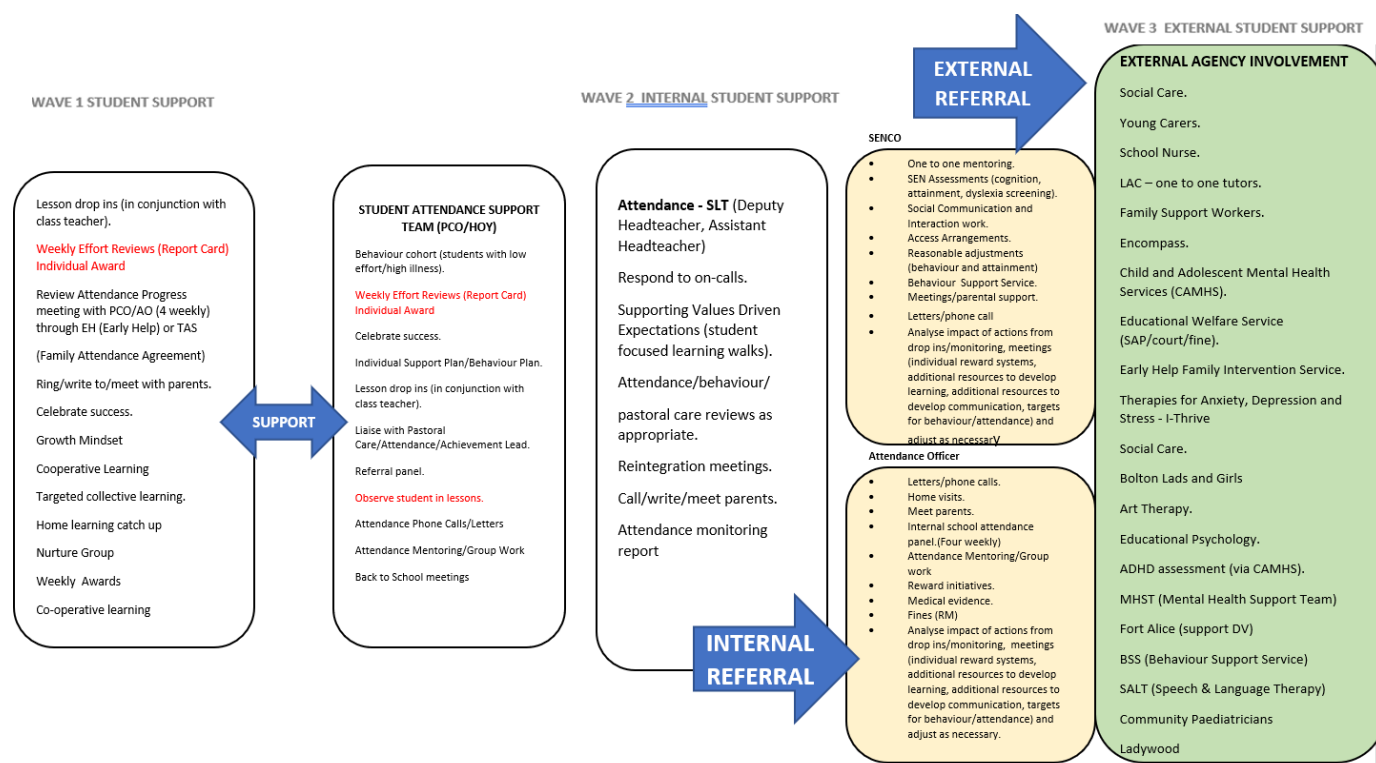 WAVE 1 STUDENT SUPPORT
Lesson drop ins (in conjunction with
class teacher).
Weekly Effort Reviews (Report Card)
Individual Award
Review Attendance Progress
meeting with PCO/AO (4 weekly)
through EH (Early Help) or TAS
(Family Attendance Agreement)
Ring/write to/meet with parents.
Celebrate success.
Growth Mindset
Cooperative Learning
Targeted collective learning.
Home learning catch up
Nurture Group
Weekly Awards
Co-operative learning
SUPPORT
STUDENT ATTENDANCE SUPPORT
TEAM (PCO/HOY)
Behaviour cohort (students with low
effort/high illness).
Weekly Effort Reviews (Report Card)
Individual Award
Celebrate success.
Individual Support Plan/Behaviour Plan.
Lesson drop ins (in conjunction with
class teacher).
Liaise with Pastoral
Care/Attendance/Achievement Lead.
Referral panel.
Observe student in lessons.
Attendance Phone Calls/Letters
Attendance Mentoring/Group Work
Back to School meetings
WAVE 2 INTERNAL STUDENT SUPPORT
Attendance - SLT (Deputy
Headteacher, Assistant
Headteacher)
Respond to on-calls.
Supporting Values Driven
Expectations (student
focused learning walks).
Attendance/behaviour/
pastoral care reviews as
appropriate.
Reintegration meetings.
Call/write/meet parents.
Attendance monitoring
report
INTERNAL
REFERRAL
SENCO
• One to one mentoring.
• SEN Assessments (cognition,
attainment, dyslexia screening).
• Social Communication and
Interaction work.
• Access Arrangements.
• Reasonable adjustments
(behaviour and attainment)
• Behaviour Support Service.
• Meetings/parental support.
• Letters/phone call
• Analyse impact of actions from
drop ins/monitoring, meetings
(individual reward systems,
additional resources to develop
learning, additional resources to
develop communication, targets
for behaviour/attendance) and
adjust as necessary
Attendance Officer
• Letters/phone calls.
• Home visits.
• Meet parents.
• Internal school attendance
panel.(Four weekly)
• Attendance Mentoring/Group
work
• Reward initiatives.
• Medical evidence.
• Fines (RM)
• Analyse impact of actions from
drop ins/monitoring, meetings
(individual reward systems,
additional resources to develop
learning, additional resources to
develop communication, targets
for behaviour/attendance) and
adjust as necessary.
EXTERNAL
REFERRAL
WAVE 3 EXTERNAL STUDENT SUPPORT
EXTERNAL AGENCY INVOLVEMENT
Social Care.
Young Carers.
School Nurse.
LAC – one to one tutors.
Family Support Workers.
Encompass.
Child and Adolescent Mental Health
Services (CAMHS).
Educational Welfare Service
(SAP/court/fine).
Early Help Family Intervention Service.
Therapies for Anxiety, Depression and
Stress - I-Thrive
Social Care.
Bolton Lads and Girls
Art Therapy.
Educational Psychology.
ADHD assessment (via CAMHS).
MHST (Mental Health Support Team)
Fort Alice (support DV)
BSS (Behaviour Support Service)
SALT (Speech & Language Therapy)
Community Paediatricians
Ladywood